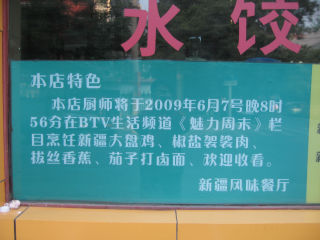 水饺
本店特色
本店厨师将于2009年6月7号晚8时
56分在BTV生活频道《魅力周末》栏
目烹饪新疆大盘鸡、椒盐袈裟肉、
拔丝香蕉、茄子打卤面、欢迎收看。
新疆风味餐厅